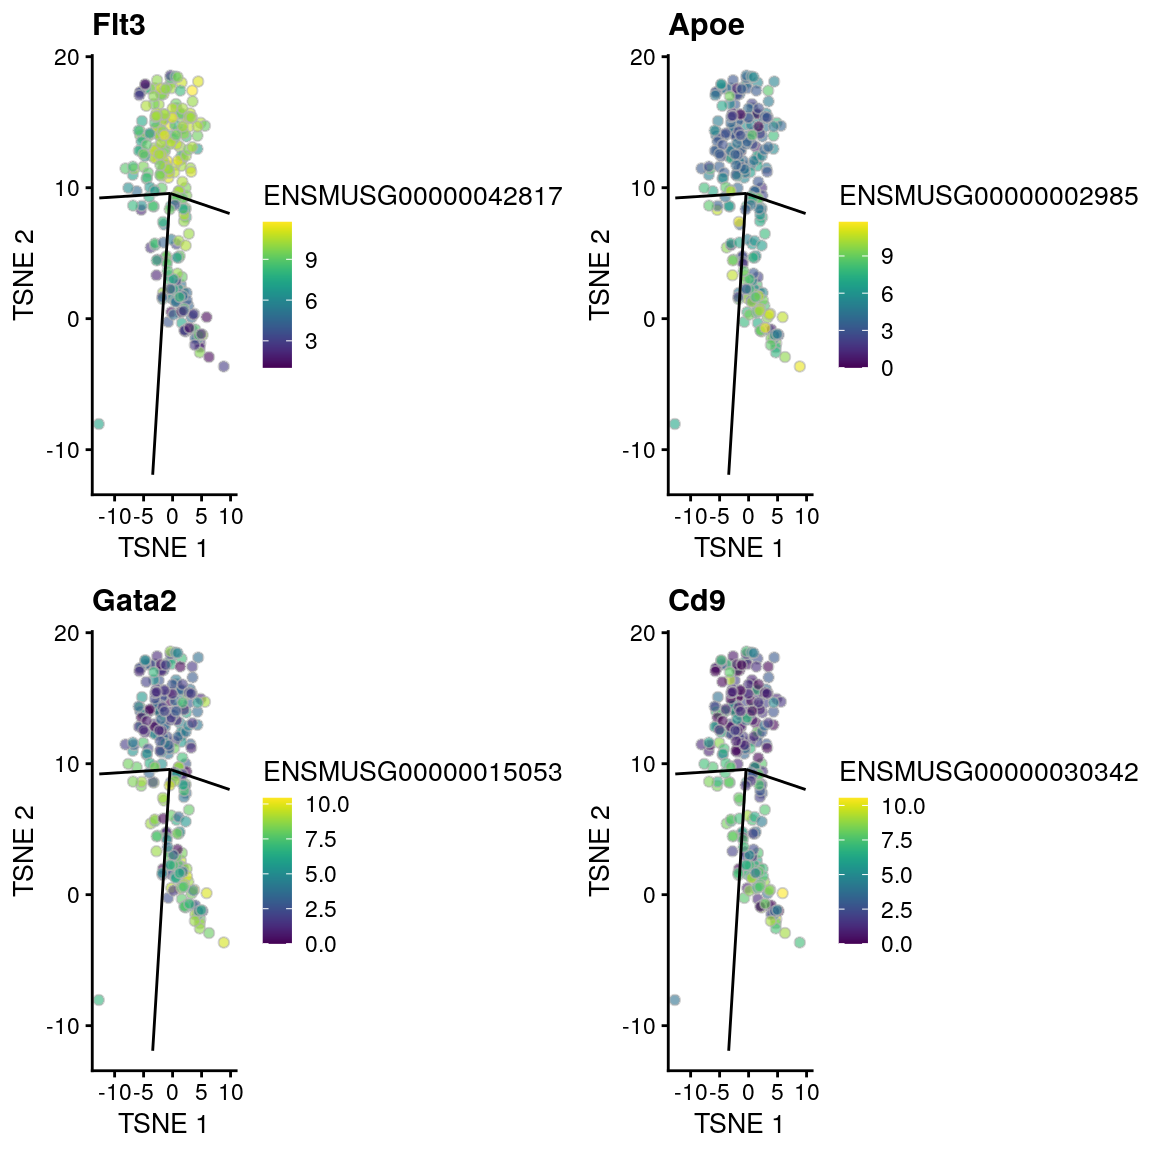 Flt3
20
10
0
-10
-10 -5 0 5 10
TSNE 1
TSNE 2
ENSMUSG00000042817
9
6
3
Apoe
20
10
0
-10
-10 -5 0 5 10
TSNE 1
TSNE 2
ENSMUSG00000002985
9
6
3
0
Gata2
20
10
0
-10
-10 -5 0 5 10
TSNE 1
TSNE 2
ENSMUSG00000015053
10.0
7.5
5.0
2.5
0.0
Cd9
20
10
0
-10
-10 -5 0 5 10
TSNE 1
TSNE 2
ENSMUSG00000030342
10.0
7.5
5.0
2.5
0.0